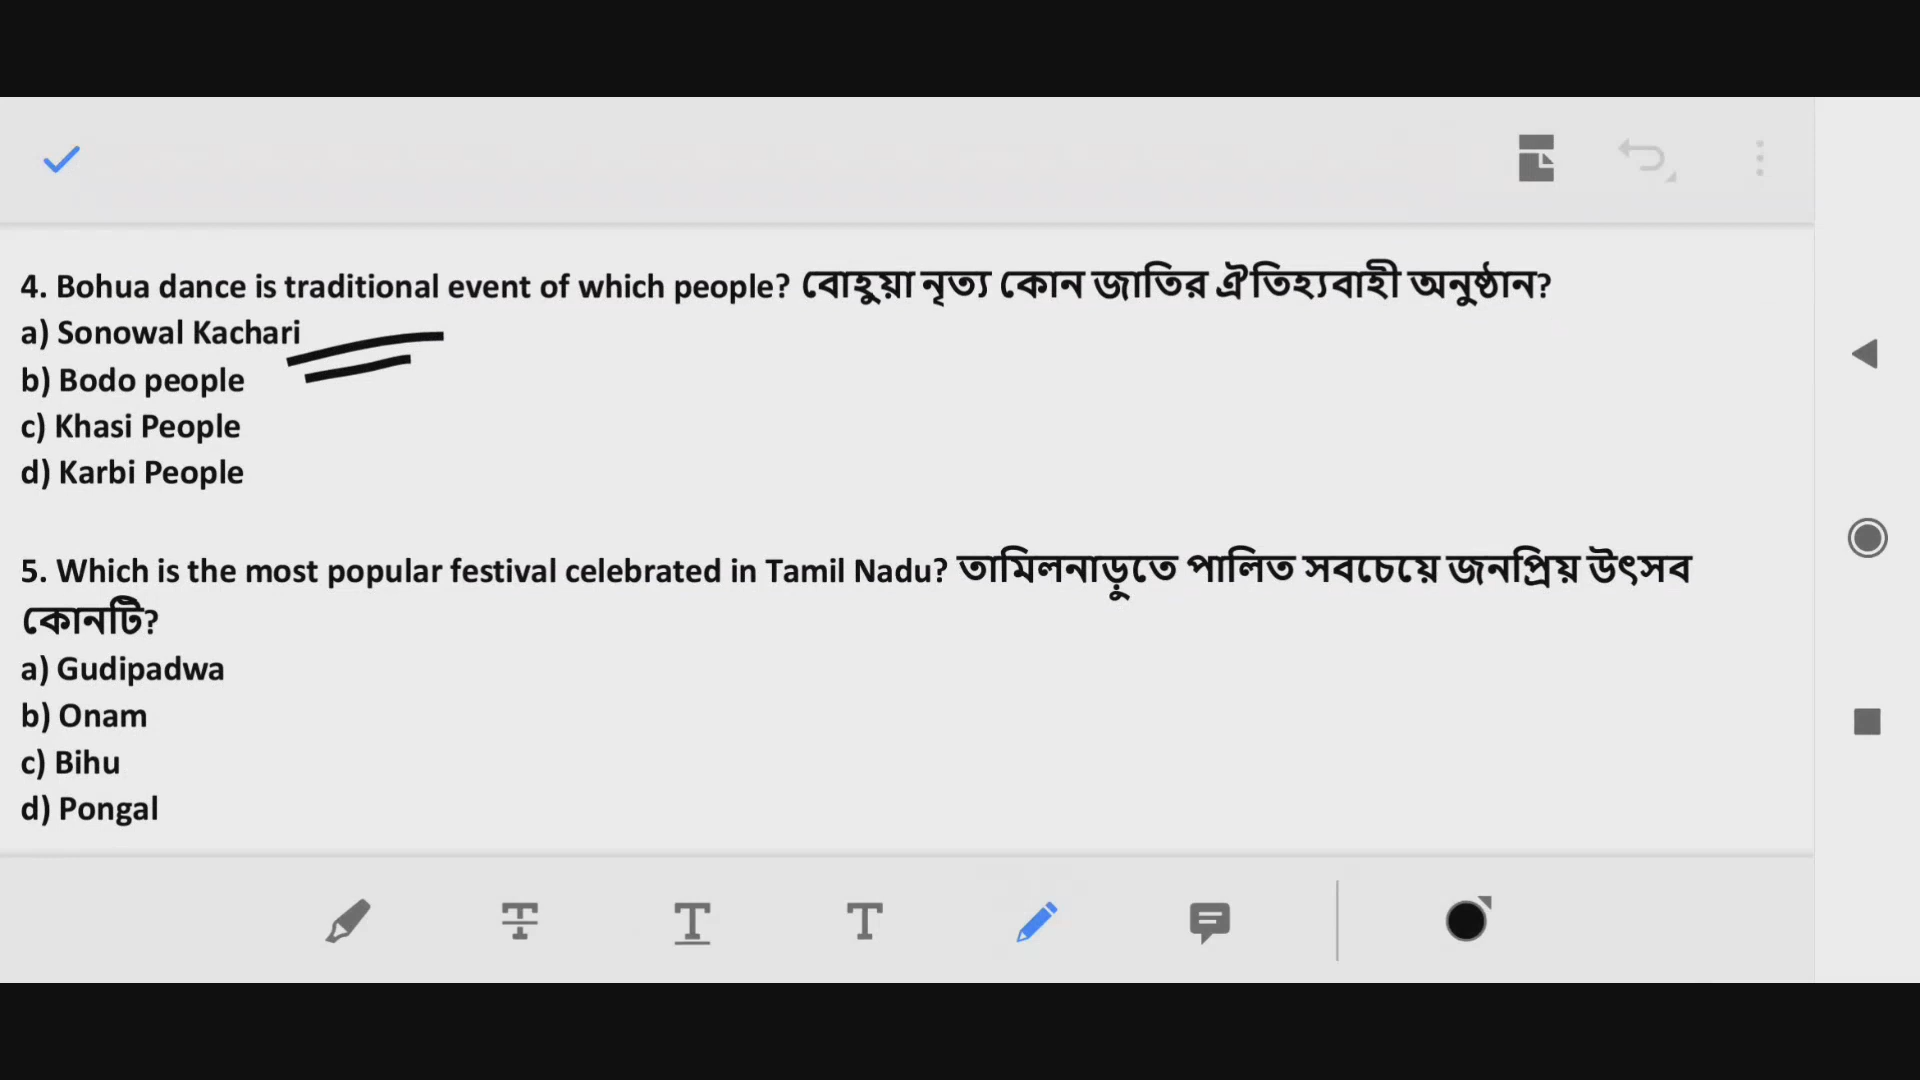 4. Bohua dance is traditional event of which people? বোহুয়া নৃত্য কোন জাতির ঐতিহ্যবাহী অনুষ্ঠান?
a) Sonowal Kachari
b) Bodo people
c) Khasi People
d) Karbi People
5. Which is the most popular festival celebrated in Tamil Nadu? তামিলনাড়ুতে পালিত সবচেয়ে জনপ্রিয় উৎসব
কোনটি?
a) Gudipadwa
b) Onam
c) Bihu
d) Pongal